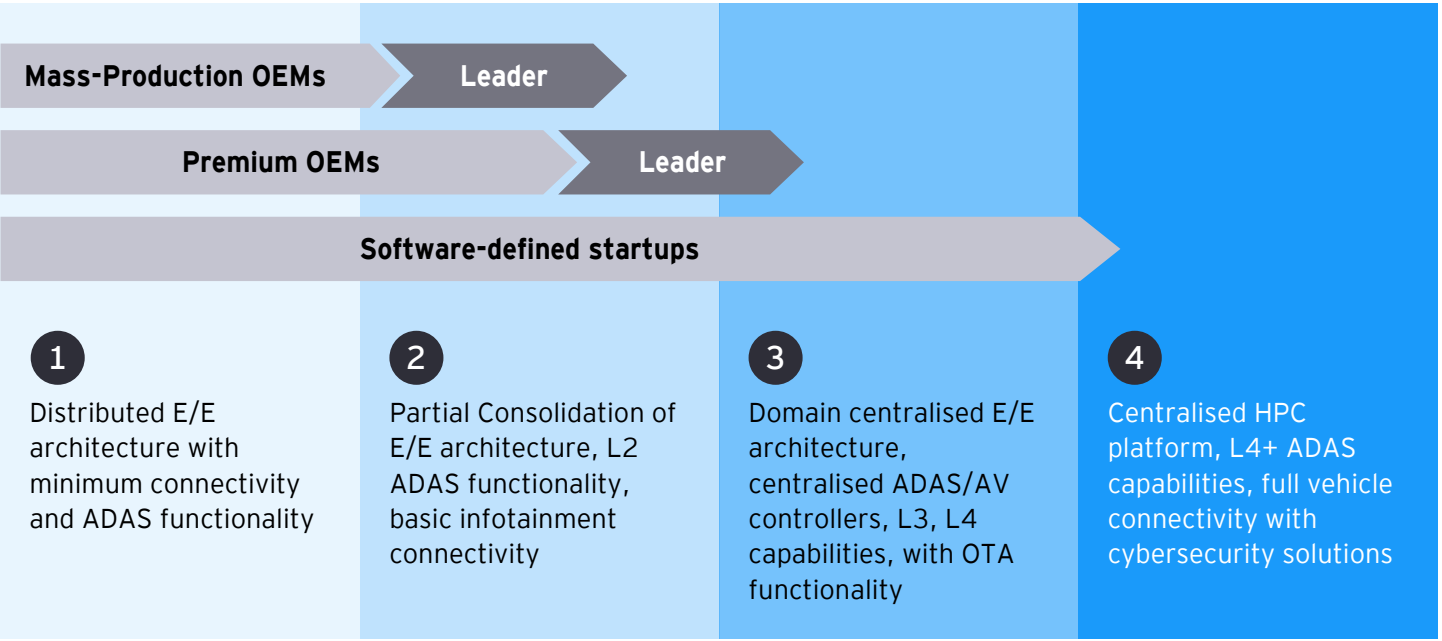 Mass-Production OEMs
Leader
Premium OEMs
Leader
Software-defined startups
1
Distributed E/E
architecture with
minimum connectivity
and ADAS functionality
2
Partial Consolidation of
E/E architecture, L2
ADAS functionality,
basic infotainment
connectivity
3
Domain centralised E/E
architecture,
centralised ADAS/AV
controllers, L3, L4
capabilities, with OTA
functionality
4
Centralised HPC
platform, L4+ ADAS
capabilities, full vehicle
connectivity with
cybersecurity solutions